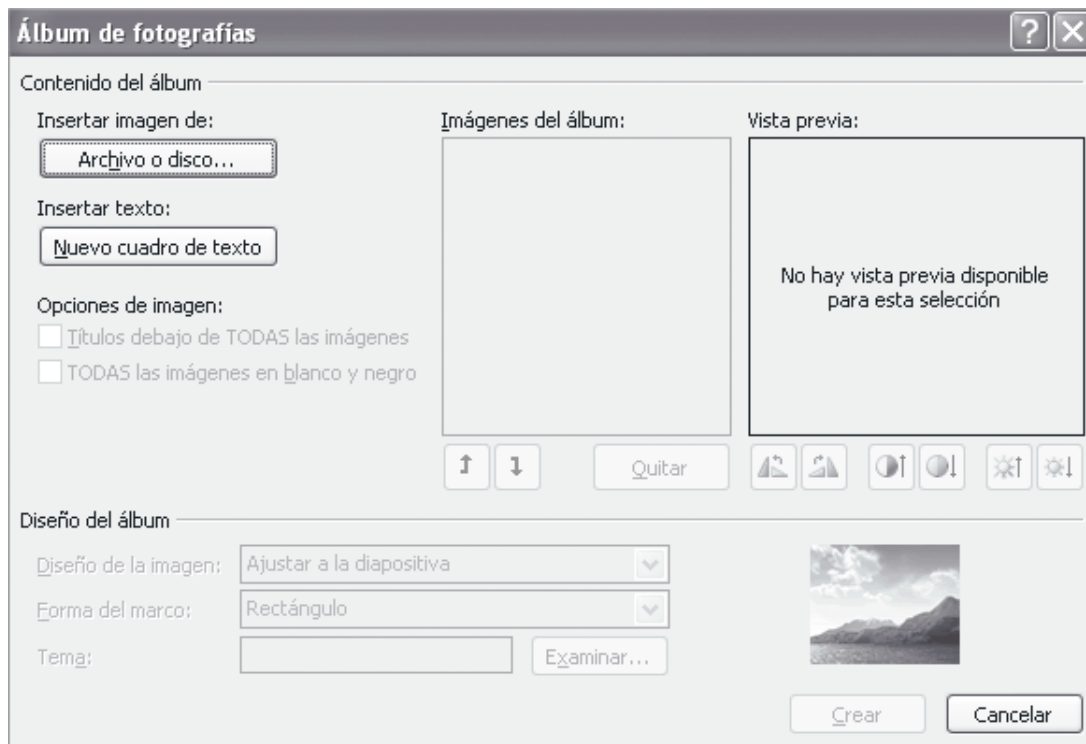 Álbum de fotografías
Contenido del álbum
Insertar imagen de:
Archivo o disco...
Insertar texto:
Nuevo cuadro de texto
Opciones de imagen:
Títulos debajo de TODAS las imágenes
TODAS las imágenes en blanco y negro
Imágenes del álbum:
Quitar
Vista previa:
No hay vista previa disponible
para esta selección
Diseño del álbum
Diseño de la imagen:
Ajustar a la diapositiva
Forma del marco:
Rectángulo
Tema:
Examinar...
Crear
Cancelar